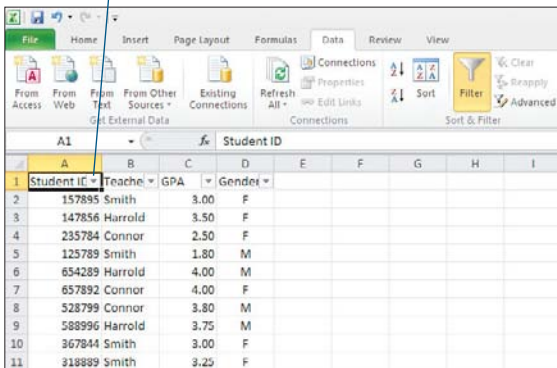 File Home Insert Page Layout Formulas Data Review View
From Access
From Web
From Text
From Other Sources
Existing Connections
Get External Data
Refresh All
Connections
Properties
Edit Links
Connections
Sort
Filter
Clear
Reapply
Advanced
Sort & Filter
A1 fx Student ID
A B C D E F G H I
1 Student IC Teache GPA Gender
2 157895 Smith 3.00 F
3 147856 Harrold 3.50 F
4 235784 Connor 2.50 F
5 125789 Smith 1.80 M
6 654289 Harrold 4.00 M
7 657892 Connor 4.00 F
8 528799 Connor 3.80 M
9 588996 Harrold 3.75 M
10 367844 Smith 3.00 F
11 318889 Smith 3.25 F